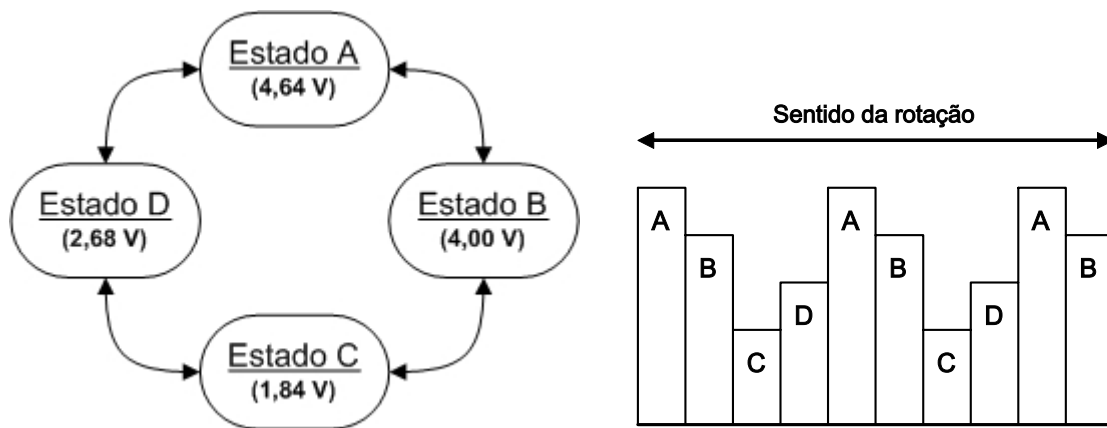 Estado A
(4,64 V)
Estado D
(2,68 V)
Estado B
(4,00 V)
Estado C
(1,84 V)
Sentido da rotação
A
B
C
D
A
B
C
D
A
B